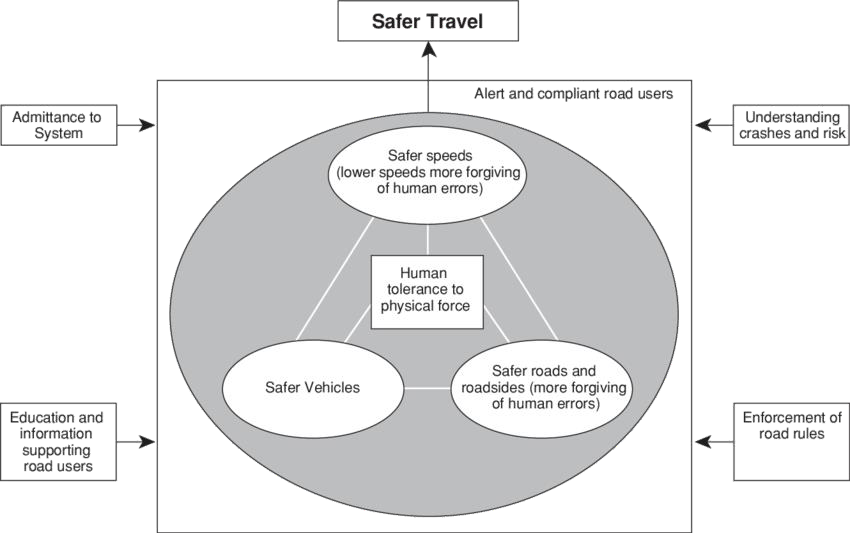 Safer Travel
Alert and compliant road users
Admittance to
System
Understanding
crashes and risk
Safer speeds
(lower speeds more forgiving
of human errors)
Human
tolerance to
physical force
Safer Vehicles
Safer roads and
roadsides (more forgiving
of human errors)
Education and
information
supporting
road users
Enforcement of
road rules